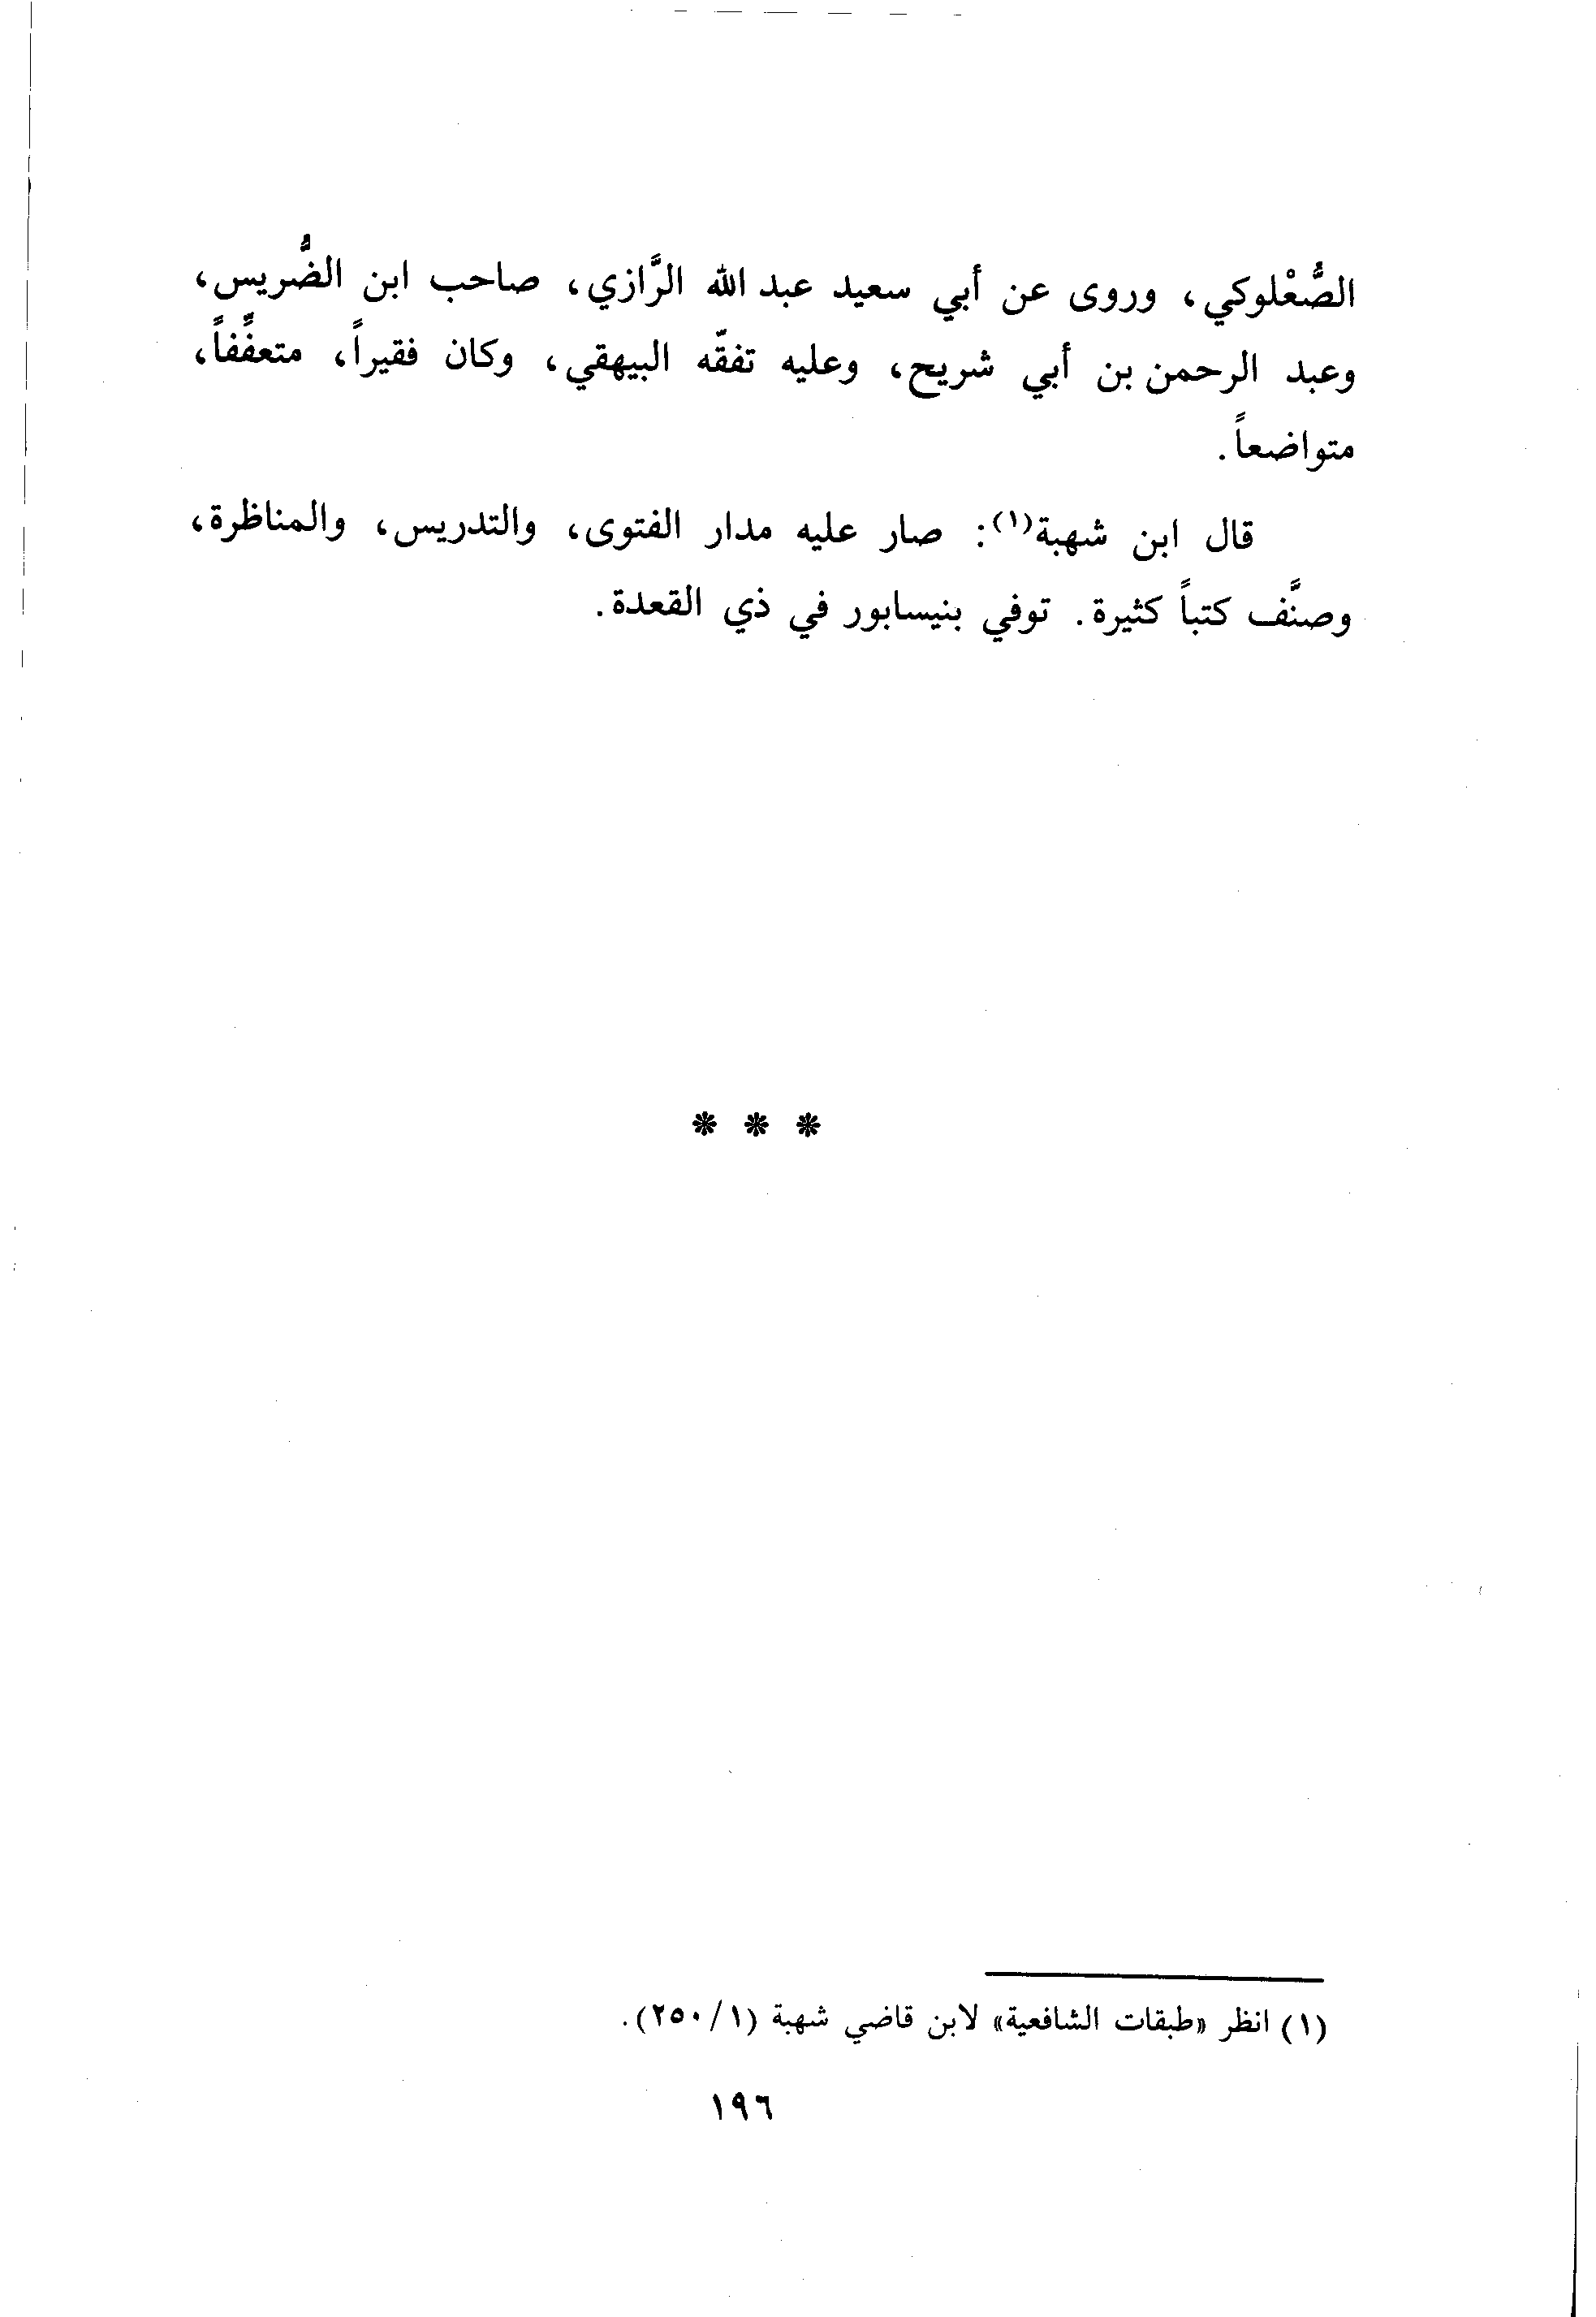 الصُّعْلوكي، وروى عن أبي سعيد عبد الله الرَّازي، صاحب ابن الضُّريس،
وعبد الرحمن بن أبي شريح، وعليه تفقّه البيهقي، وكان فقيراً، متعفِّفاً،
متواضعاً.
قال ابن شهبة(١): صار عليه مدار الفتوى، والتدريس، والمناظرة،
وصنَّف كتباً كثيرة. توفي بنيسابور في ذي القعدة.
* * *
(١) انظر «طبقات الشافعية» لابن قاضي شهبة (١/ ٢٥٠).
١٩٦